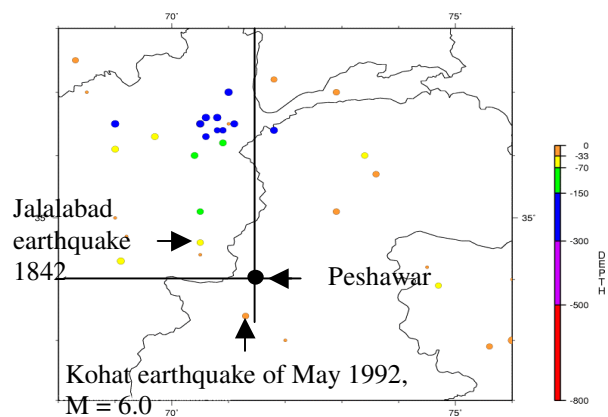 70˚ 75˚
0
-33
-70
-150
Jalalabad
earthquake
1842
35˚ 35˚
-300
DEPTH
Peshawar
-500
Kohat earthquake of May 1992,
M = 6.0
-800
70˚ 75˚